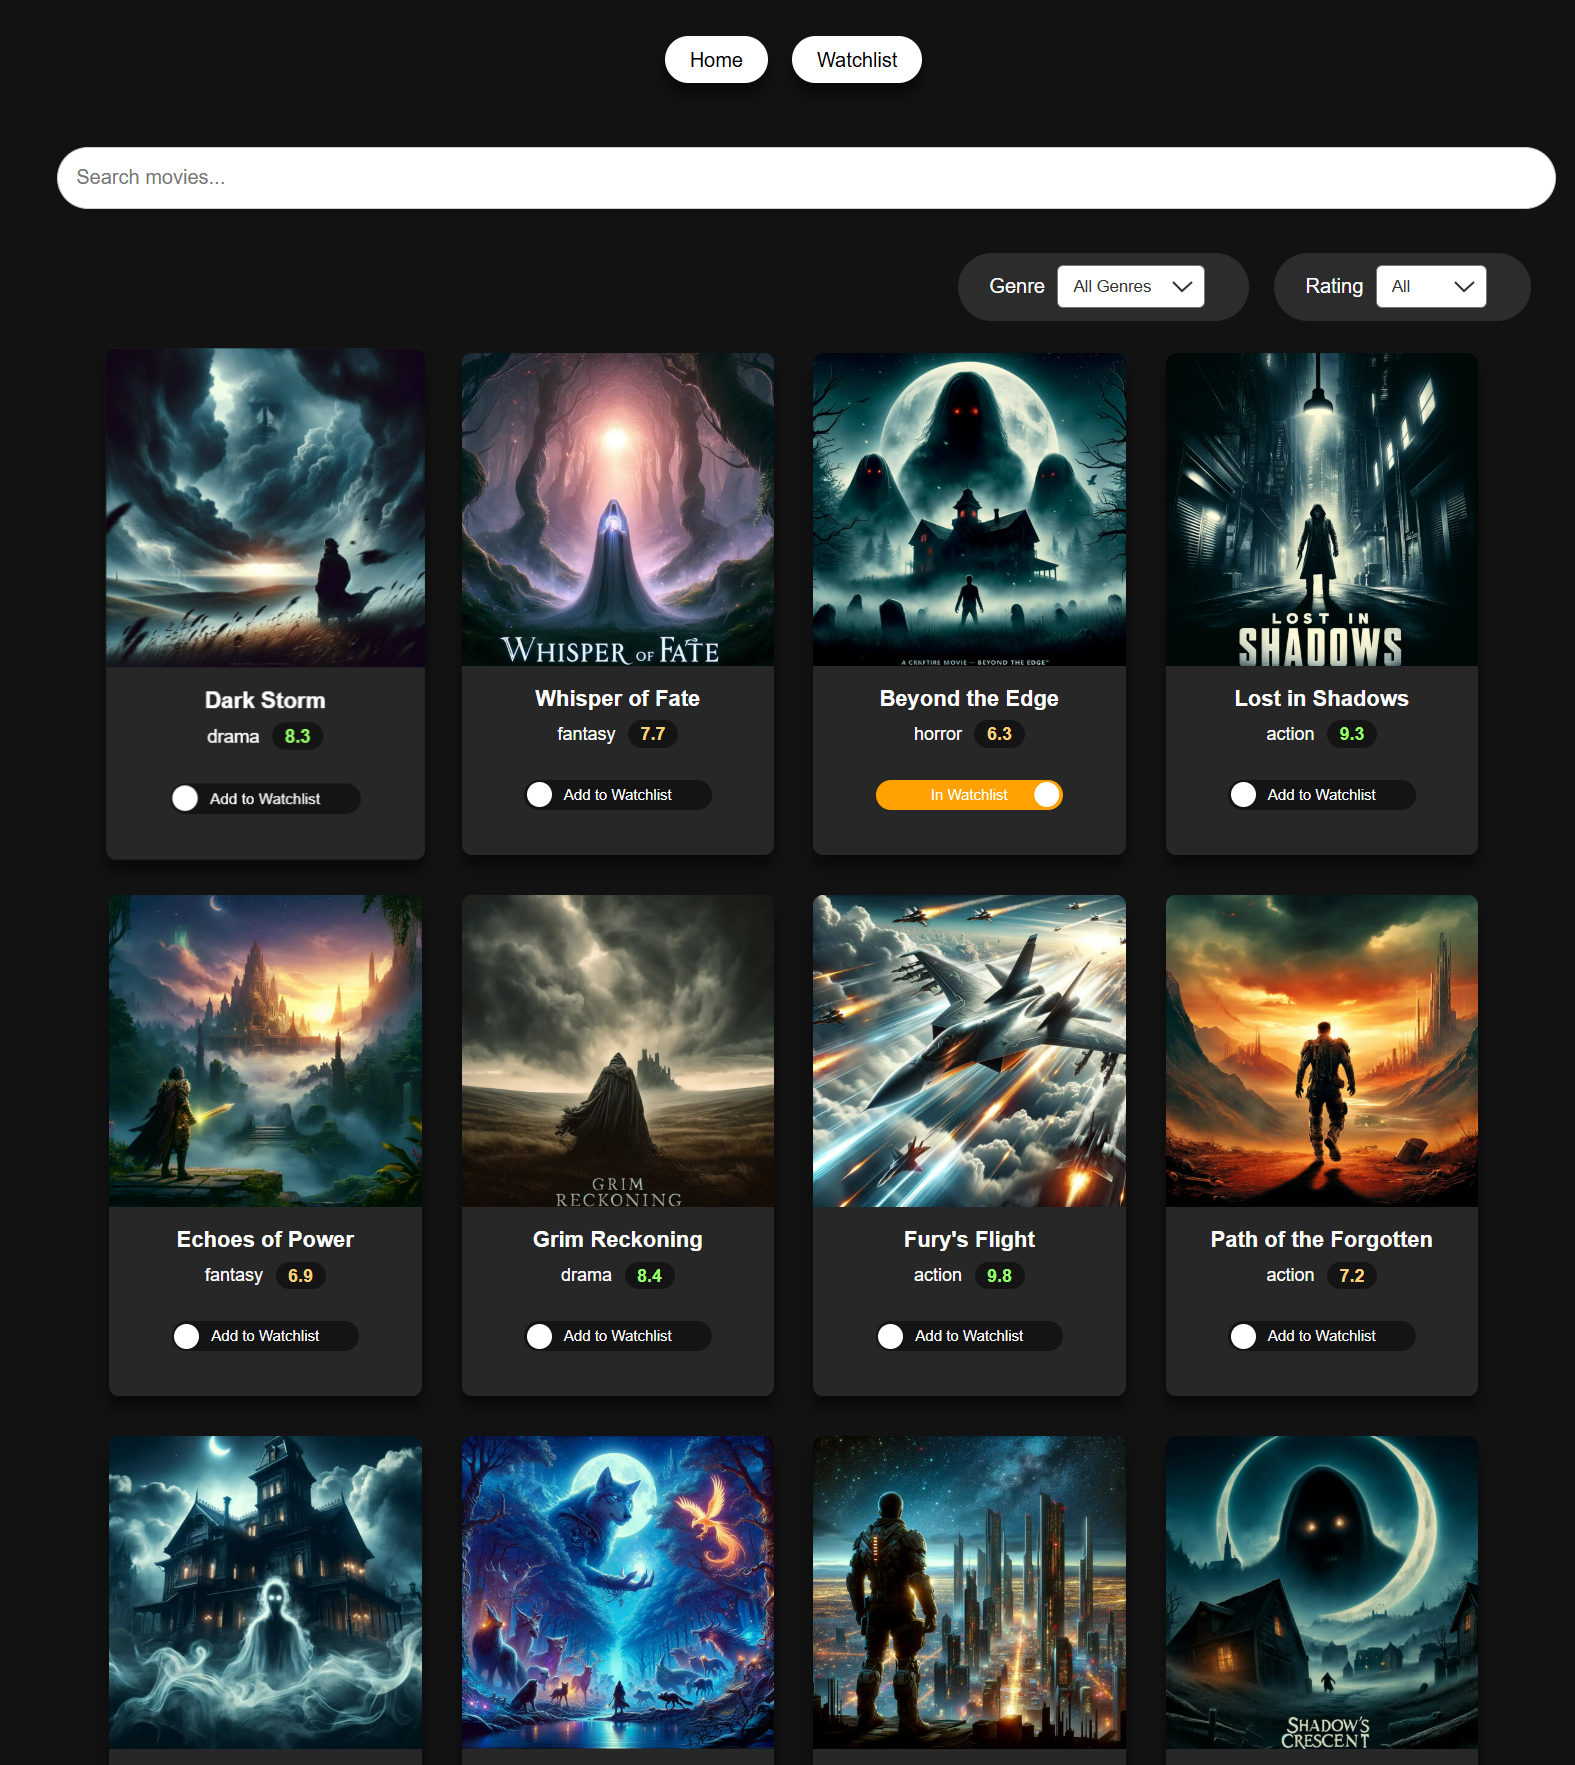 Home
Watchlist
Search movies...
Genre
All Genres
Rating
All
WHISPER OF FATE
A CRAFTIRE MOVIE — BEYOND THE EDGE"
LOST IN
SHADOWS
Dark Storm
drama 8.3
Add to Watchlist
Whisper of Fate
fantasy 7.7
Add to Watchlist
Beyond the Edge
horror 6.3
In Watchlist
Lost in Shadows
action 9.3
Add to Watchlist
GRIM
RECKONING
Echoes of Power
fantasy 6.9
Add to Watchlist
Grim Reckoning
drama 8.4
Add to Watchlist
Fury's Flight
action 9.8
Add to Watchlist
Path of the Forgotten
action 7.2
Add to Watchlist
SHADOW'S
CRESCENT